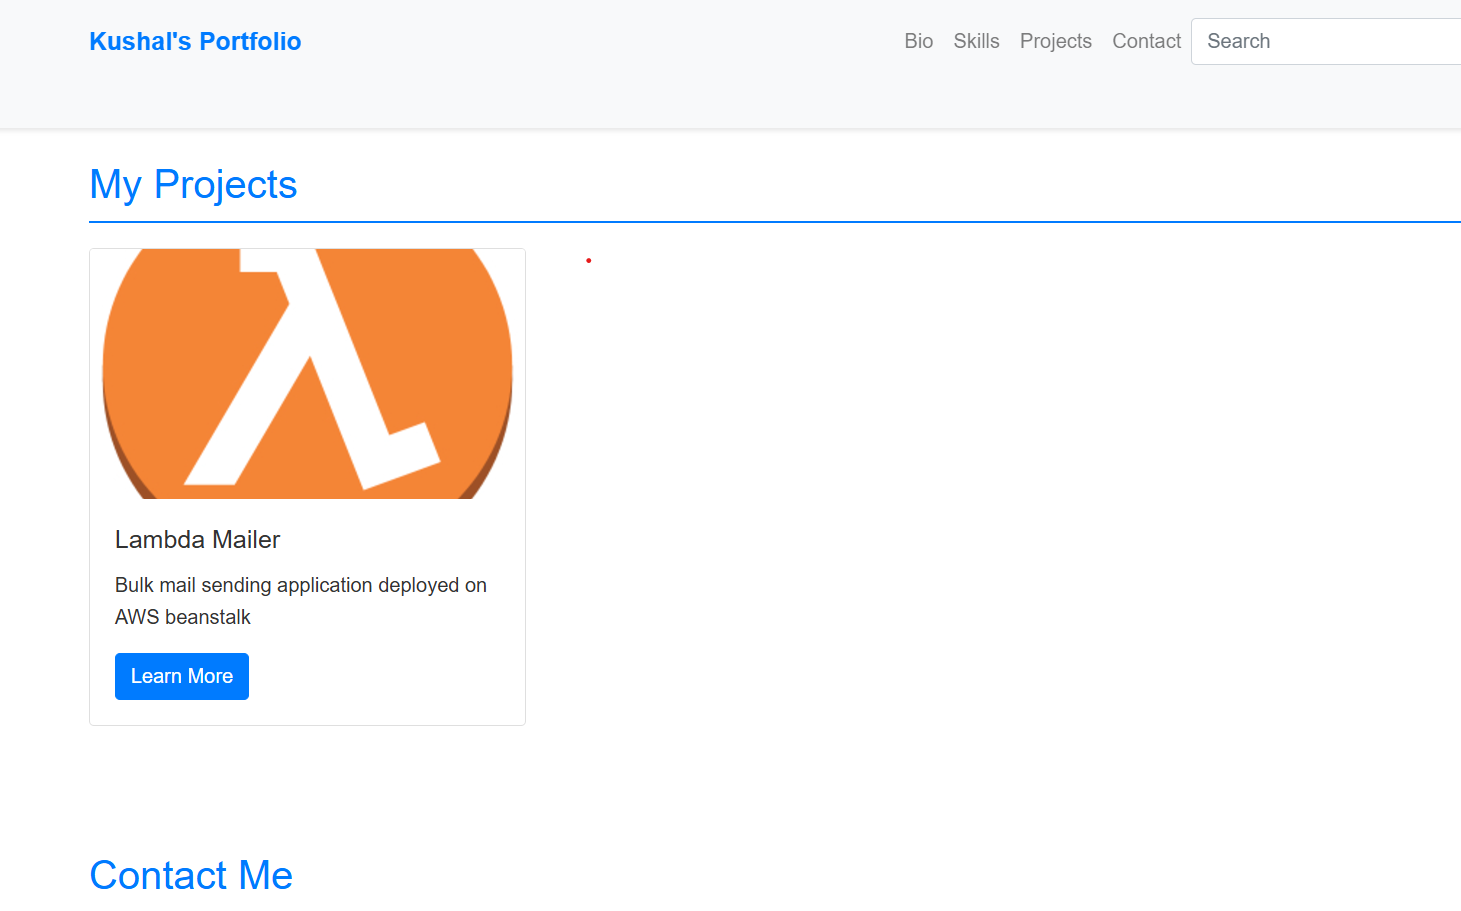 Kushal's Portfolio
Bio Skills Projects Contact Search
My Projects
Lambda Mailer
Bulk mail sending application deployed on
AWS beanstalk
Learn More
Contact Me